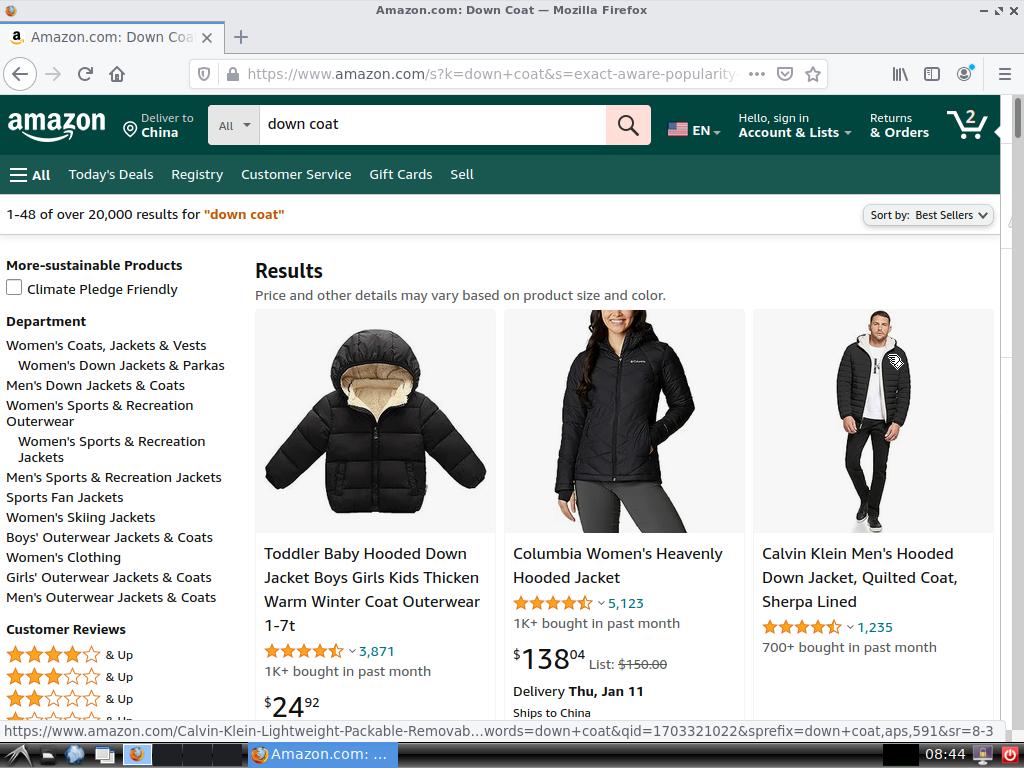 Amazon.com: Down Coat — Mozilla Firefox
Amazon.com: Down Coa
https://www.amazon.com/s?k=down+coat&s=exact-aware-popularity-
amazon
Deliver to
China
All
down coat
EN
Hello, sign in
Account & Lists
Returns
& Orders
2
All
Today's Deals
Registry
Customer Service
Gift Cards
Sell
1-48 of over 20,000 results for "down coat"
Sort by: Best Sellers
More-sustainable Products
Climate Pledge Friendly
Department
Women's Coats, Jackets & Vests
Women's Down Jackets & Parkas
Men's Down Jackets & Coats
Women's Sports & Recreation
Outerwear
Women's Sports & Recreation
Jackets
Men's Sports & Recreation Jackets
Sports Fan Jackets
Women's Skiing Jackets
Boys' Outerwear Jackets & Coats
Women's Clothing
Girls' Outerwear Jackets & Coats
Men's Outerwear Jackets & Coats
Customer Reviews
& Up
& Up
& Up
Results
Price and other details may vary based on product size and color.
Toddler Baby Hooded Down
Jacket Boys Girls Kids Thicken
Warm Winter Coat Outerwear
1-7t
3,871
1K+ bought in past month
$2492
Columbia Women's Heavenly
Hooded Jacket
5,123
1K+ bought in past month
$13804 List: $150.00
Delivery Thu, Jan 11
Ships to China
Calvin Klein Men's Hooded
Down Jacket, Quilted Coat,
Sherpa Lined
1,235
700+ bought in past month
https://www.amazon.com/Calvin-Klein-Lightweight-Packable-Removab...words=down+coat&qid=1703321022&sprefix=down+coat,aps,591&sr=8-3
Amazon.com: ...
08:44